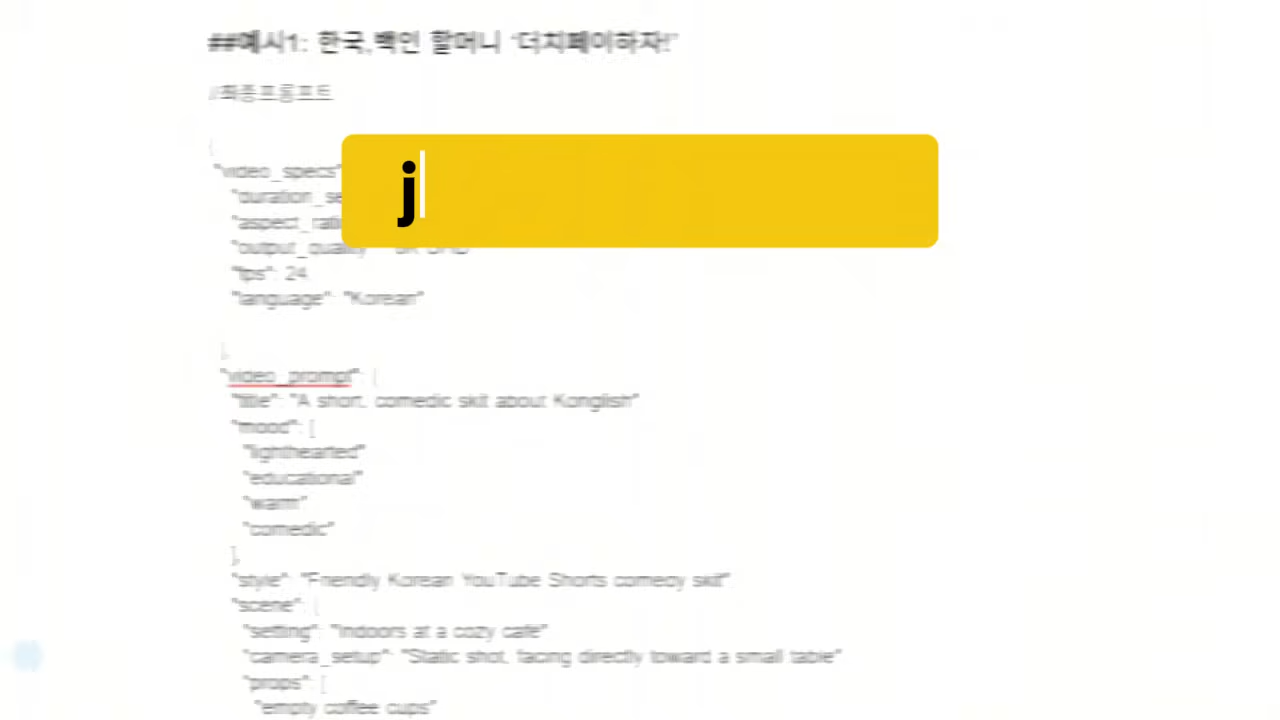 ##예시1: 한국,백인 할머니 '더치페이하자!'
/최종프롬프트
{
"video_specs"
j
"duration_se
"aspect_rati
"output_quality"
"fps": 24,
"language": "Korean"
},
"video_prompt": {
"title": "A short, comedic skit about Konglish"
"mood": [
"lighthearted"
"educational"
"warm"
"comedic"
],
"style": "Friendly Korean YouTube Shorts comedy skit"
"scene": {
"setting": "Indoors at a cozy cafe"
"camera_setup": "Static shot, facing directly toward a small table"
"props": [
"empty coffee cups"